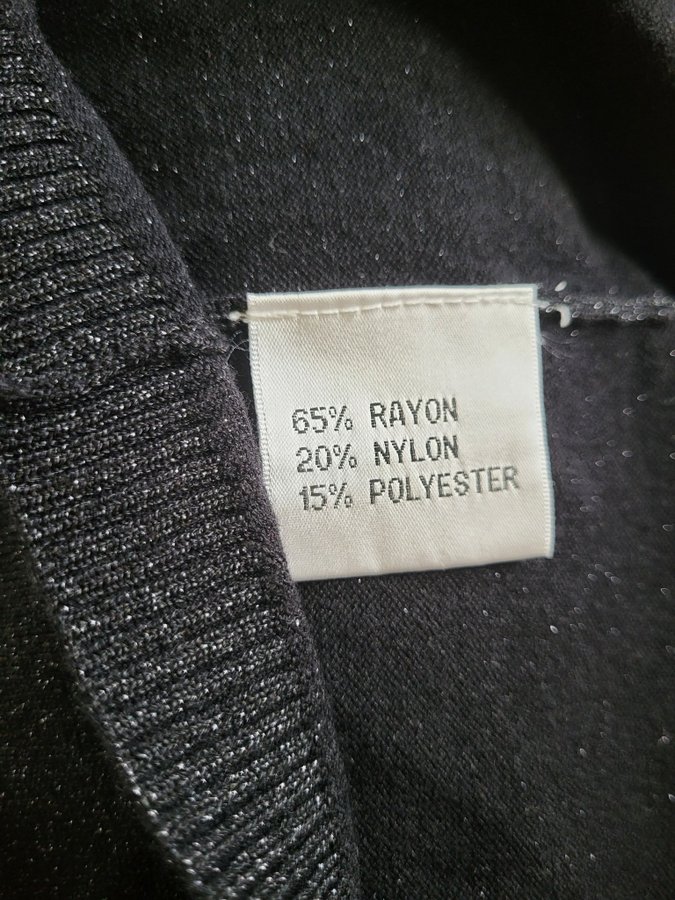 65% RAYON
20% NYLON
15% POLYESTER